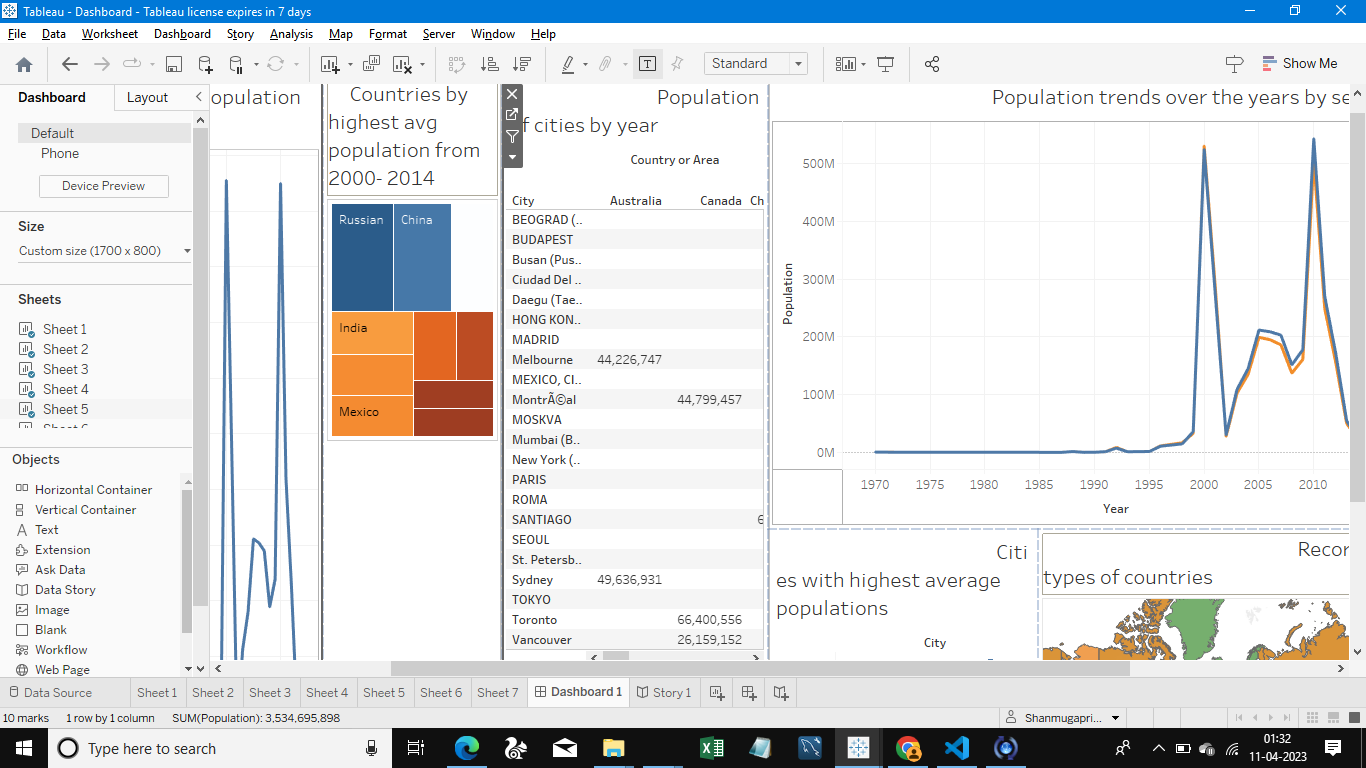 Tableau - Dashboard - Tableau license expires in 7 days
File Data Worksheet Dashboard Story Analysis Map Format Server Window Help
Standard
Show Me
Dashboard Layout
Default
Phone
Device Preview
Size
Custom size (1700 x 800)
Sheets
Sheet 1
Sheet 2
Sheet 3
Sheet 4
Sheet 5
Objects
Horizontal Container
Vertical Container
Text
Extension
Ask Data
Data Story
Image
Blank
Workflow
Web Page
opulation
Countries by
highest avg
population from
2000- 2014
Russian China
India
Mexico
Population
f cities by year
Country or Area
City Australia Canada Ch
BEOGRAD (..
BUDAPEST
Busan (Pus..
Ciudad Del ..
Daegu (Tae..
HONG KON..
MADRID
Melbourne 44,226,747
MEXICO, CI..
MontrÃ©al 44,799,457
MOSKVA
Mumbai (B..
New York (..
PARIS
ROMA
SANTIAGO 6
SEOUL
St. Petersb..
Sydney 49,636,931
TOKYO
Toronto 66,400,556
Vancouver 26,159,152
Population trends over the years by se
Population
500M
400M
300M
200M
100M
0M
1970 1975 1980 1985 1990 1995 2000 2005 2010
Year
Citi
es with highest average
populations
City
Recor
types of countries
Data Source Sheet 1 Sheet 2 Sheet 3 Sheet 4 Sheet 5 Sheet 6 Sheet 7 Dashboard 1 Story 1
10 marks 1 row by 1 column SUM(Population): 3,534,695,898
Shanmugapri...
Type here to search
01:32
11-04-2023